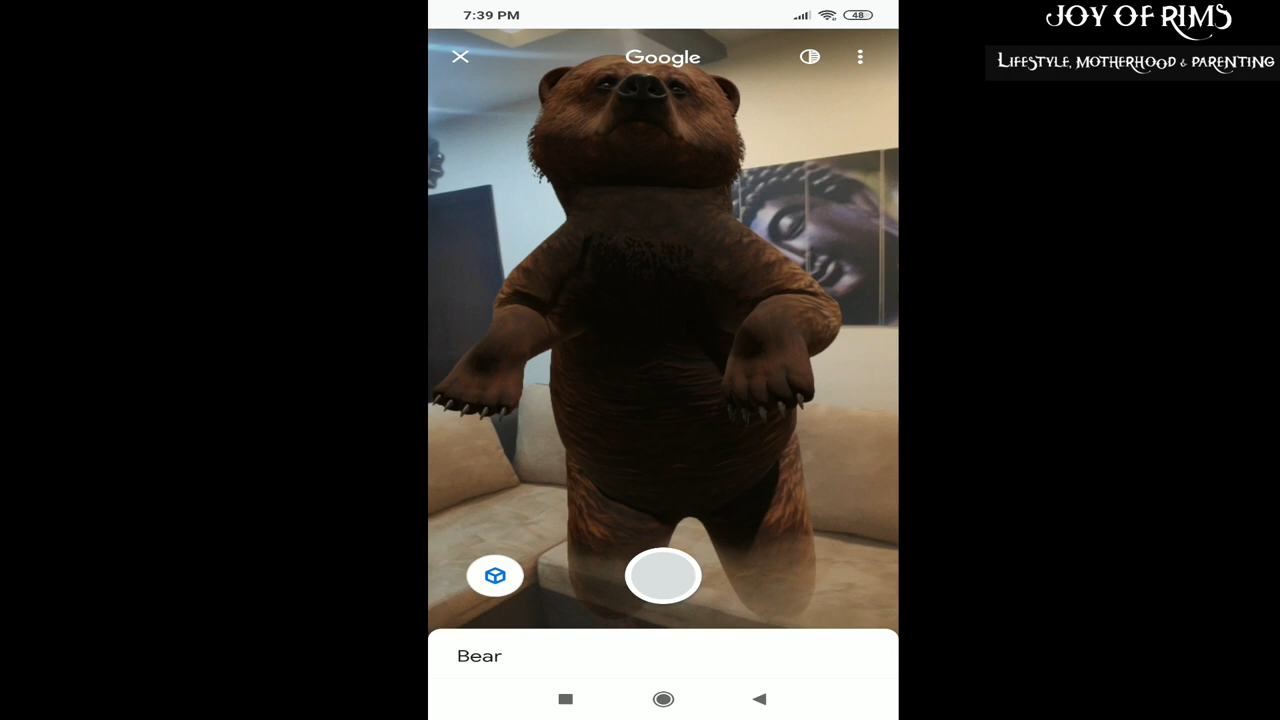 7:39 PM
48
Google
Bear
JOY OF RIMS
LIFESTYLE, MOTHERHOOD & PARENTING